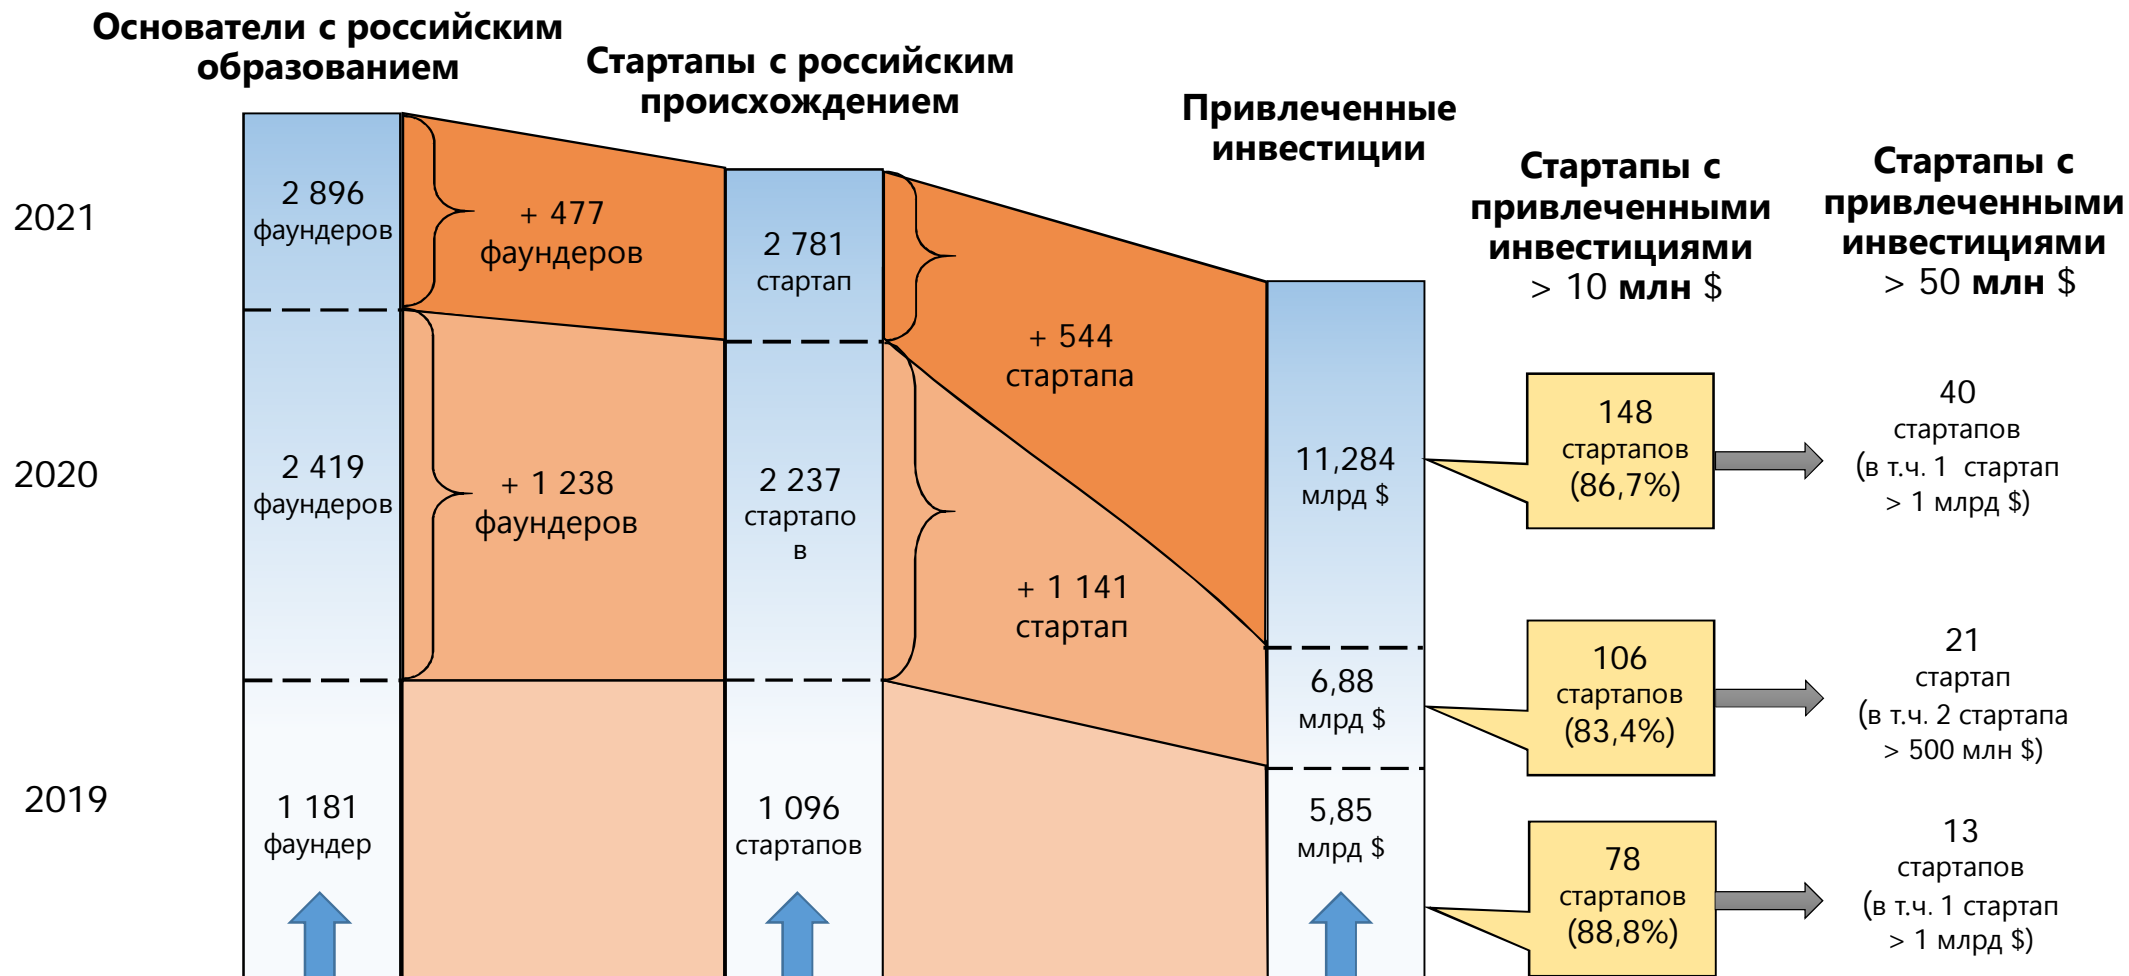 Основатели с российским
образованием
Стартапы с российским
происхождением
Привлеченные
инвестиции
Стартапы с
привлеченными
инвестициями
> 10 млн $
Стартапы с
привлеченными
инвестициями
> 50 млн $
2021
2 896
фаундеров
+ 477
фаундеров
2 781
стартап
+ 544
стартапа
2020
2 419
фаундеров
+ 1 238
фаундеров
2 237
стартапо
в
+ 1 141
стартап
11,284
млрд $
148
стартапов
(86,7%)
40
стартапов
(в т.ч. 1 стартап
> 1 млрд $)
6,88
млрд $
106
стартапов
(83,4%)
21
стартап
(в т.ч. 2 стартапа
> 500 млн $)
2019
1 181
фаундер
1 096
стартапов
5,85
млрд $
78
стартапов
(88,8%)
13
стартапов
(в т.ч. 1 стартап
> 1 млрд $)